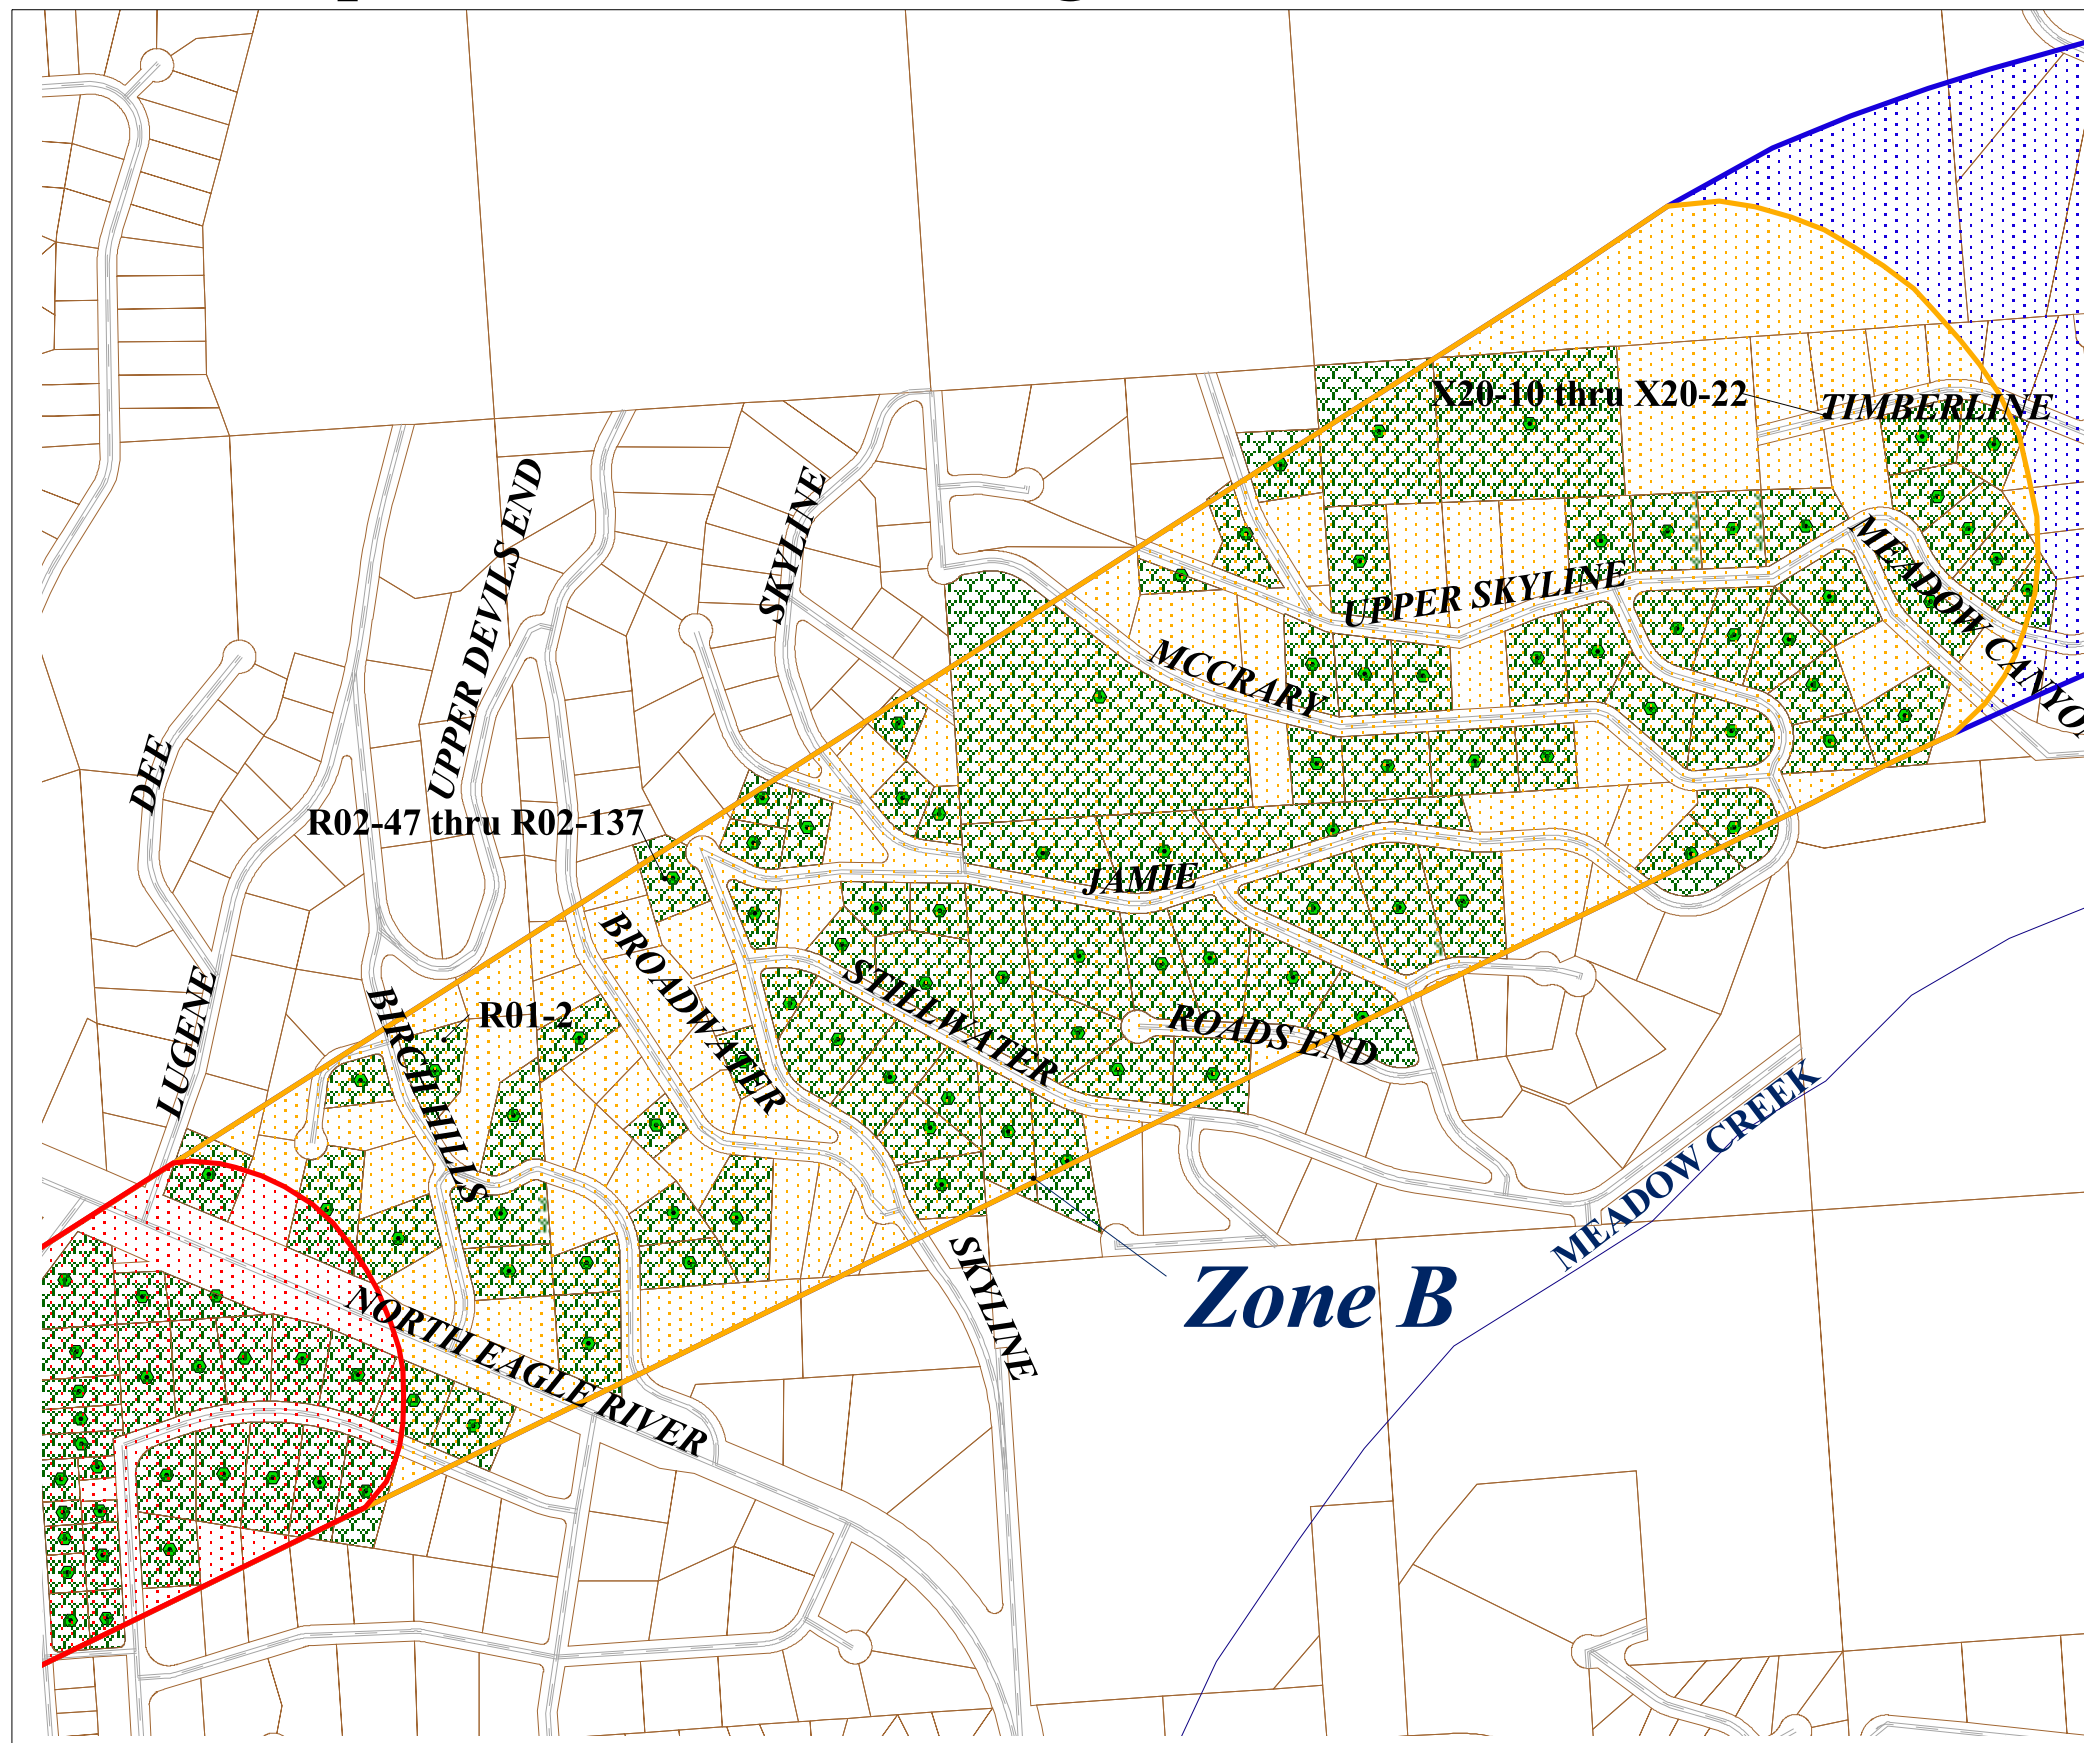 X20-10 thru X20-22
TIMBERLINE
UPPER DEVILS END
SKYLINE
MEADOW CANYO
UPPER SKYLINE
MCCRARY
DEE
R02-47 thru R02-137
JAMIE
BROADWATER
STILLWATER
ROADS END
LUGENE
BIRCH HILLS
R01-2
MEADOW CREEK
Zone B
SKYLINE
NORTH EAGLE RIVER